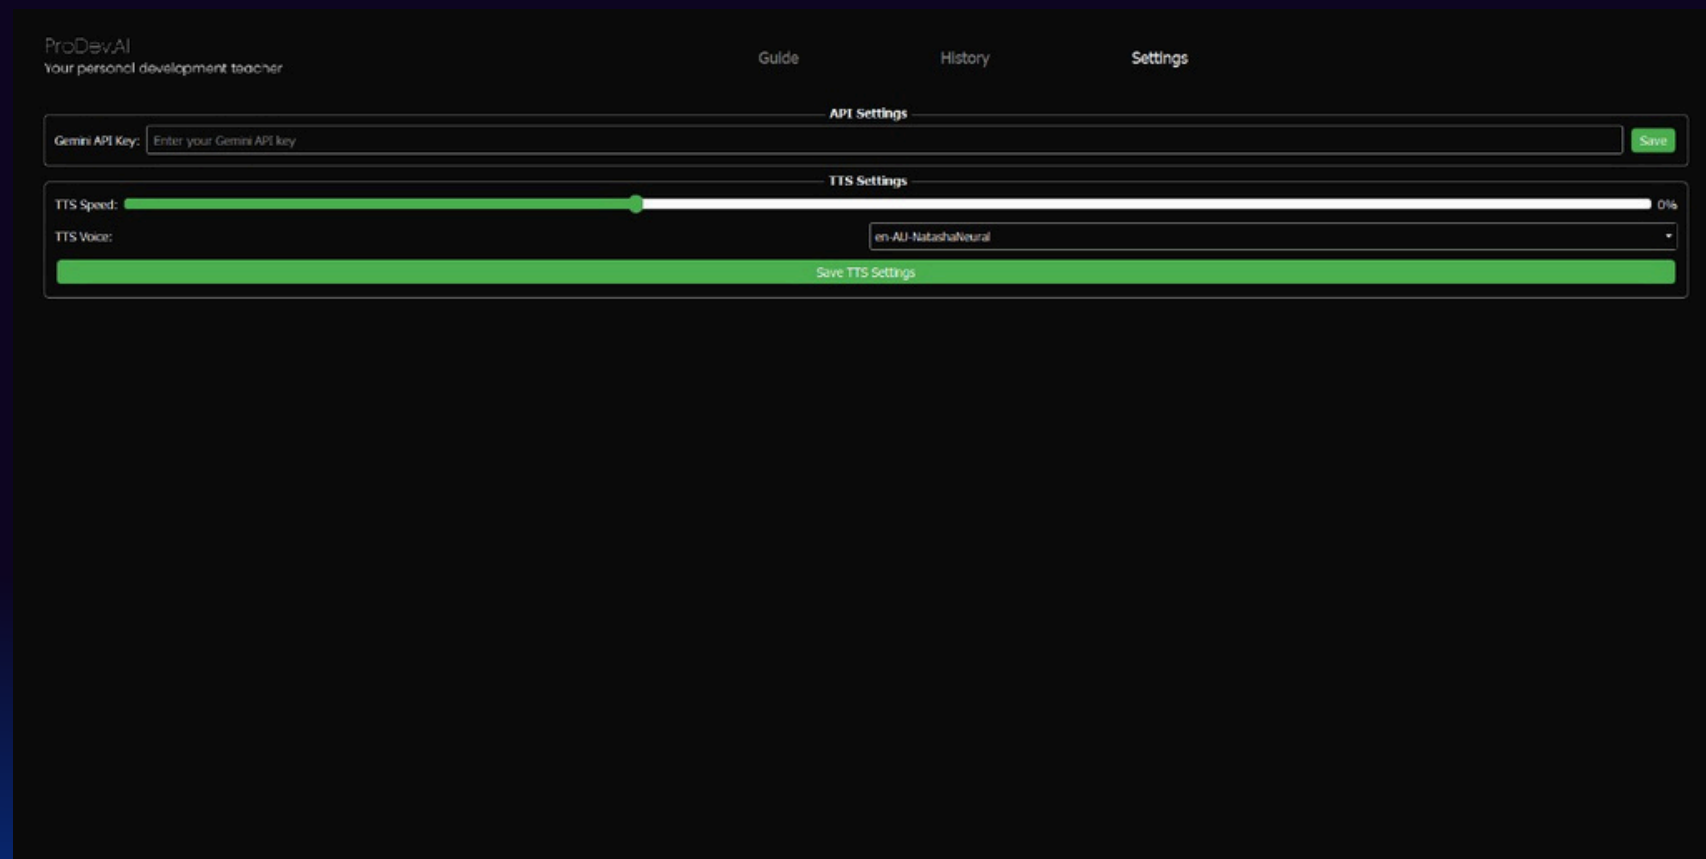 ProDev.AI
Your personal development teacher
Guide History Settings
API Settings
Gemini API Key: Enter your Gemini API key Save
TTS Settings
TTS Speed: 0%
TTS Voice: en-AU-NatashaNeural
Save TTS Settings